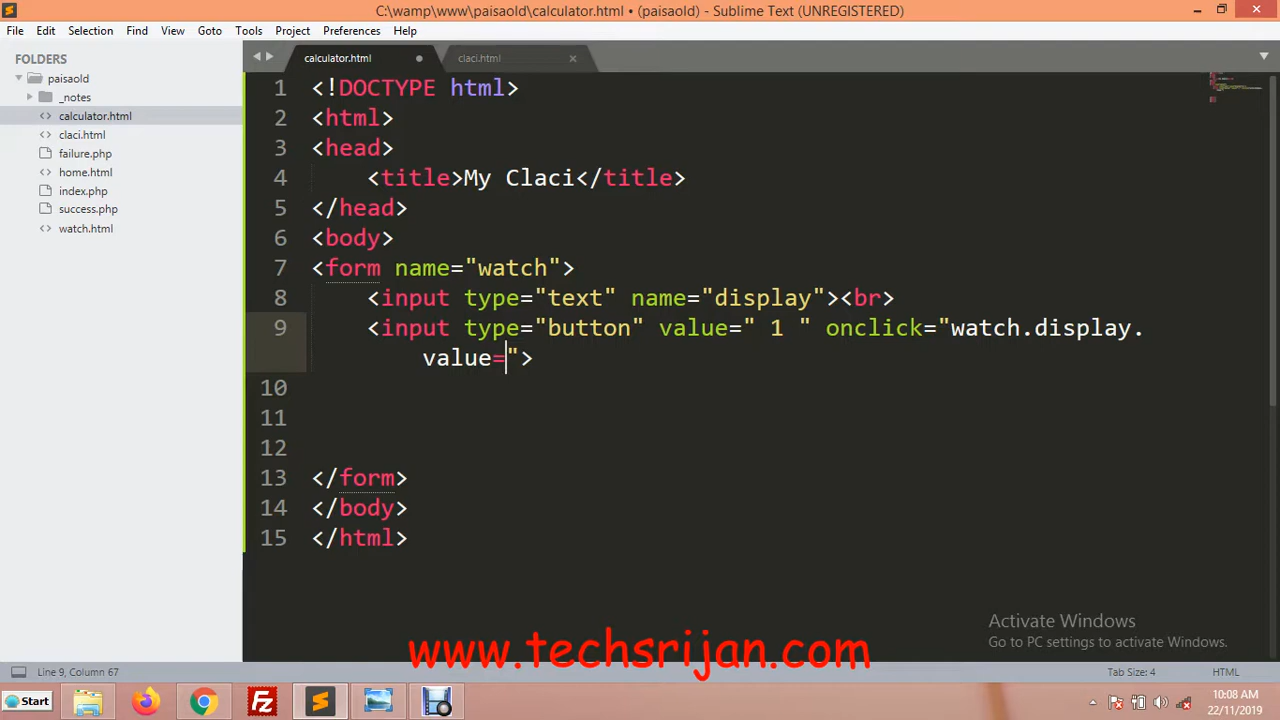 C:\wamp\www\paisaold\calculator.html • (paisaold) - Sublime Text (UNREGISTERED)
File Edit Selection Find View Goto Tools Project Preferences Help
FOLDERS
paisaold
_notes
calculator.html
claci.html
failure.php
home.html
index.php
success.php
watch.html
calculator.html claci.html
1 <!DOCTYPE html>
2 <html>
3 <head>
4 <title>My Claci</title>
5 </head>
6 <body>
7 <form name="watch">
8 <input type="text" name="display"><br>
9 <input type="button" value=" 1 " onclick="watch.display.
value=">
10
11
12
13 </form>
14 </body>
15 </html>
Activate Windows
Go to PC settings to activate Windows.
www.techsrijan.com
Line 9, Column 67 Tab Size: 4 HTML
Start 10:08 AM
22/11/2019